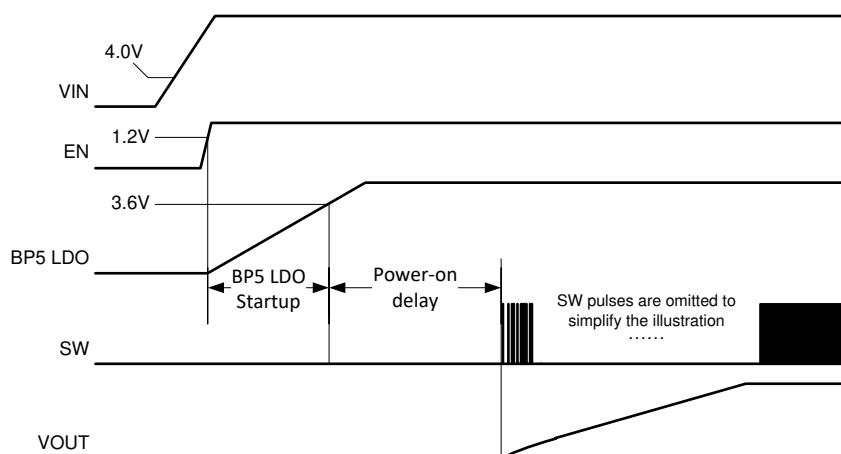 4.0V
VIN
1.2V
EN
3.6V
BP5 LDO
BP5 LDO
Startup
Power-on
delay
SW pulses are omitted to
simplify the illustration
......
SW
VOUT